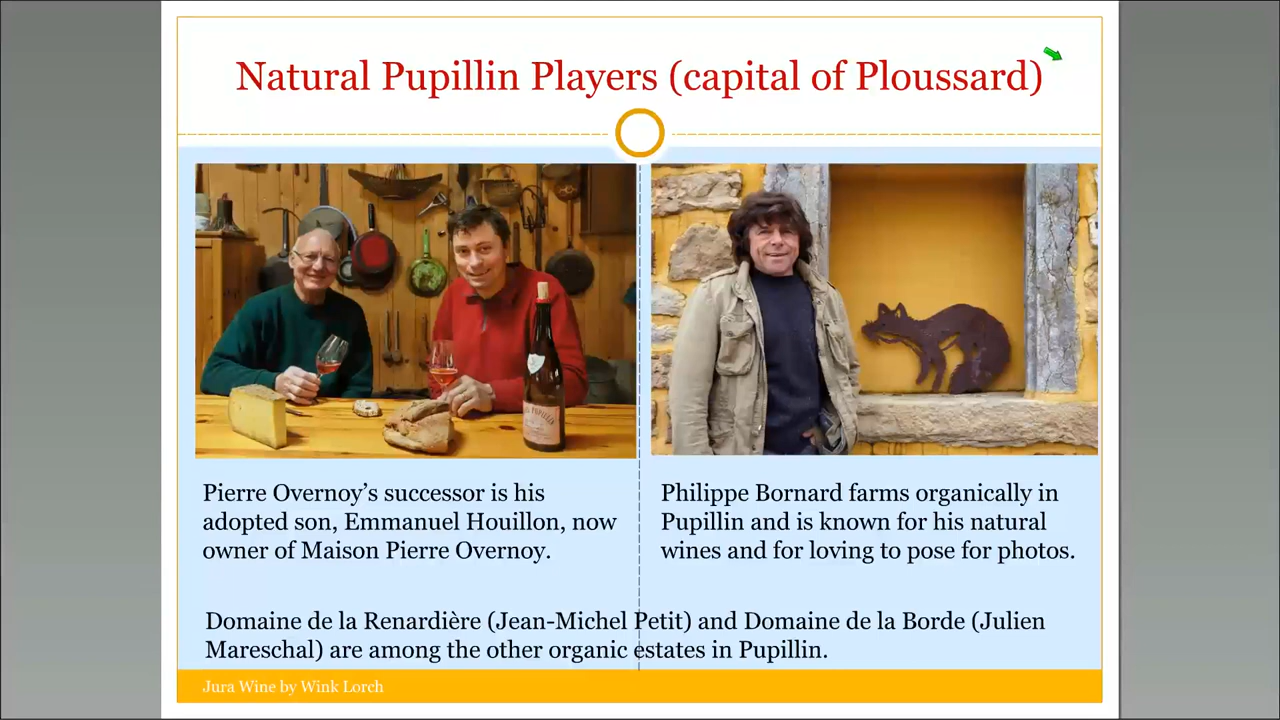 Natural Pupillin Players (capital of Ploussard)
Pierre Overnoy’s successor is his
adopted son, Emmanuel Houillon, now
owner of Maison Pierre Overnoy.
Philippe Bornard farms organically in
Pupillin and is known for his natural
wines and for loving to pose for photos.
Domaine de la Renardière (Jean-Michel Petit) and Domaine de la Borde (Julien
Mareschal) are among the other organic estates in Pupillin.
Jura Wine by Wink Lorch